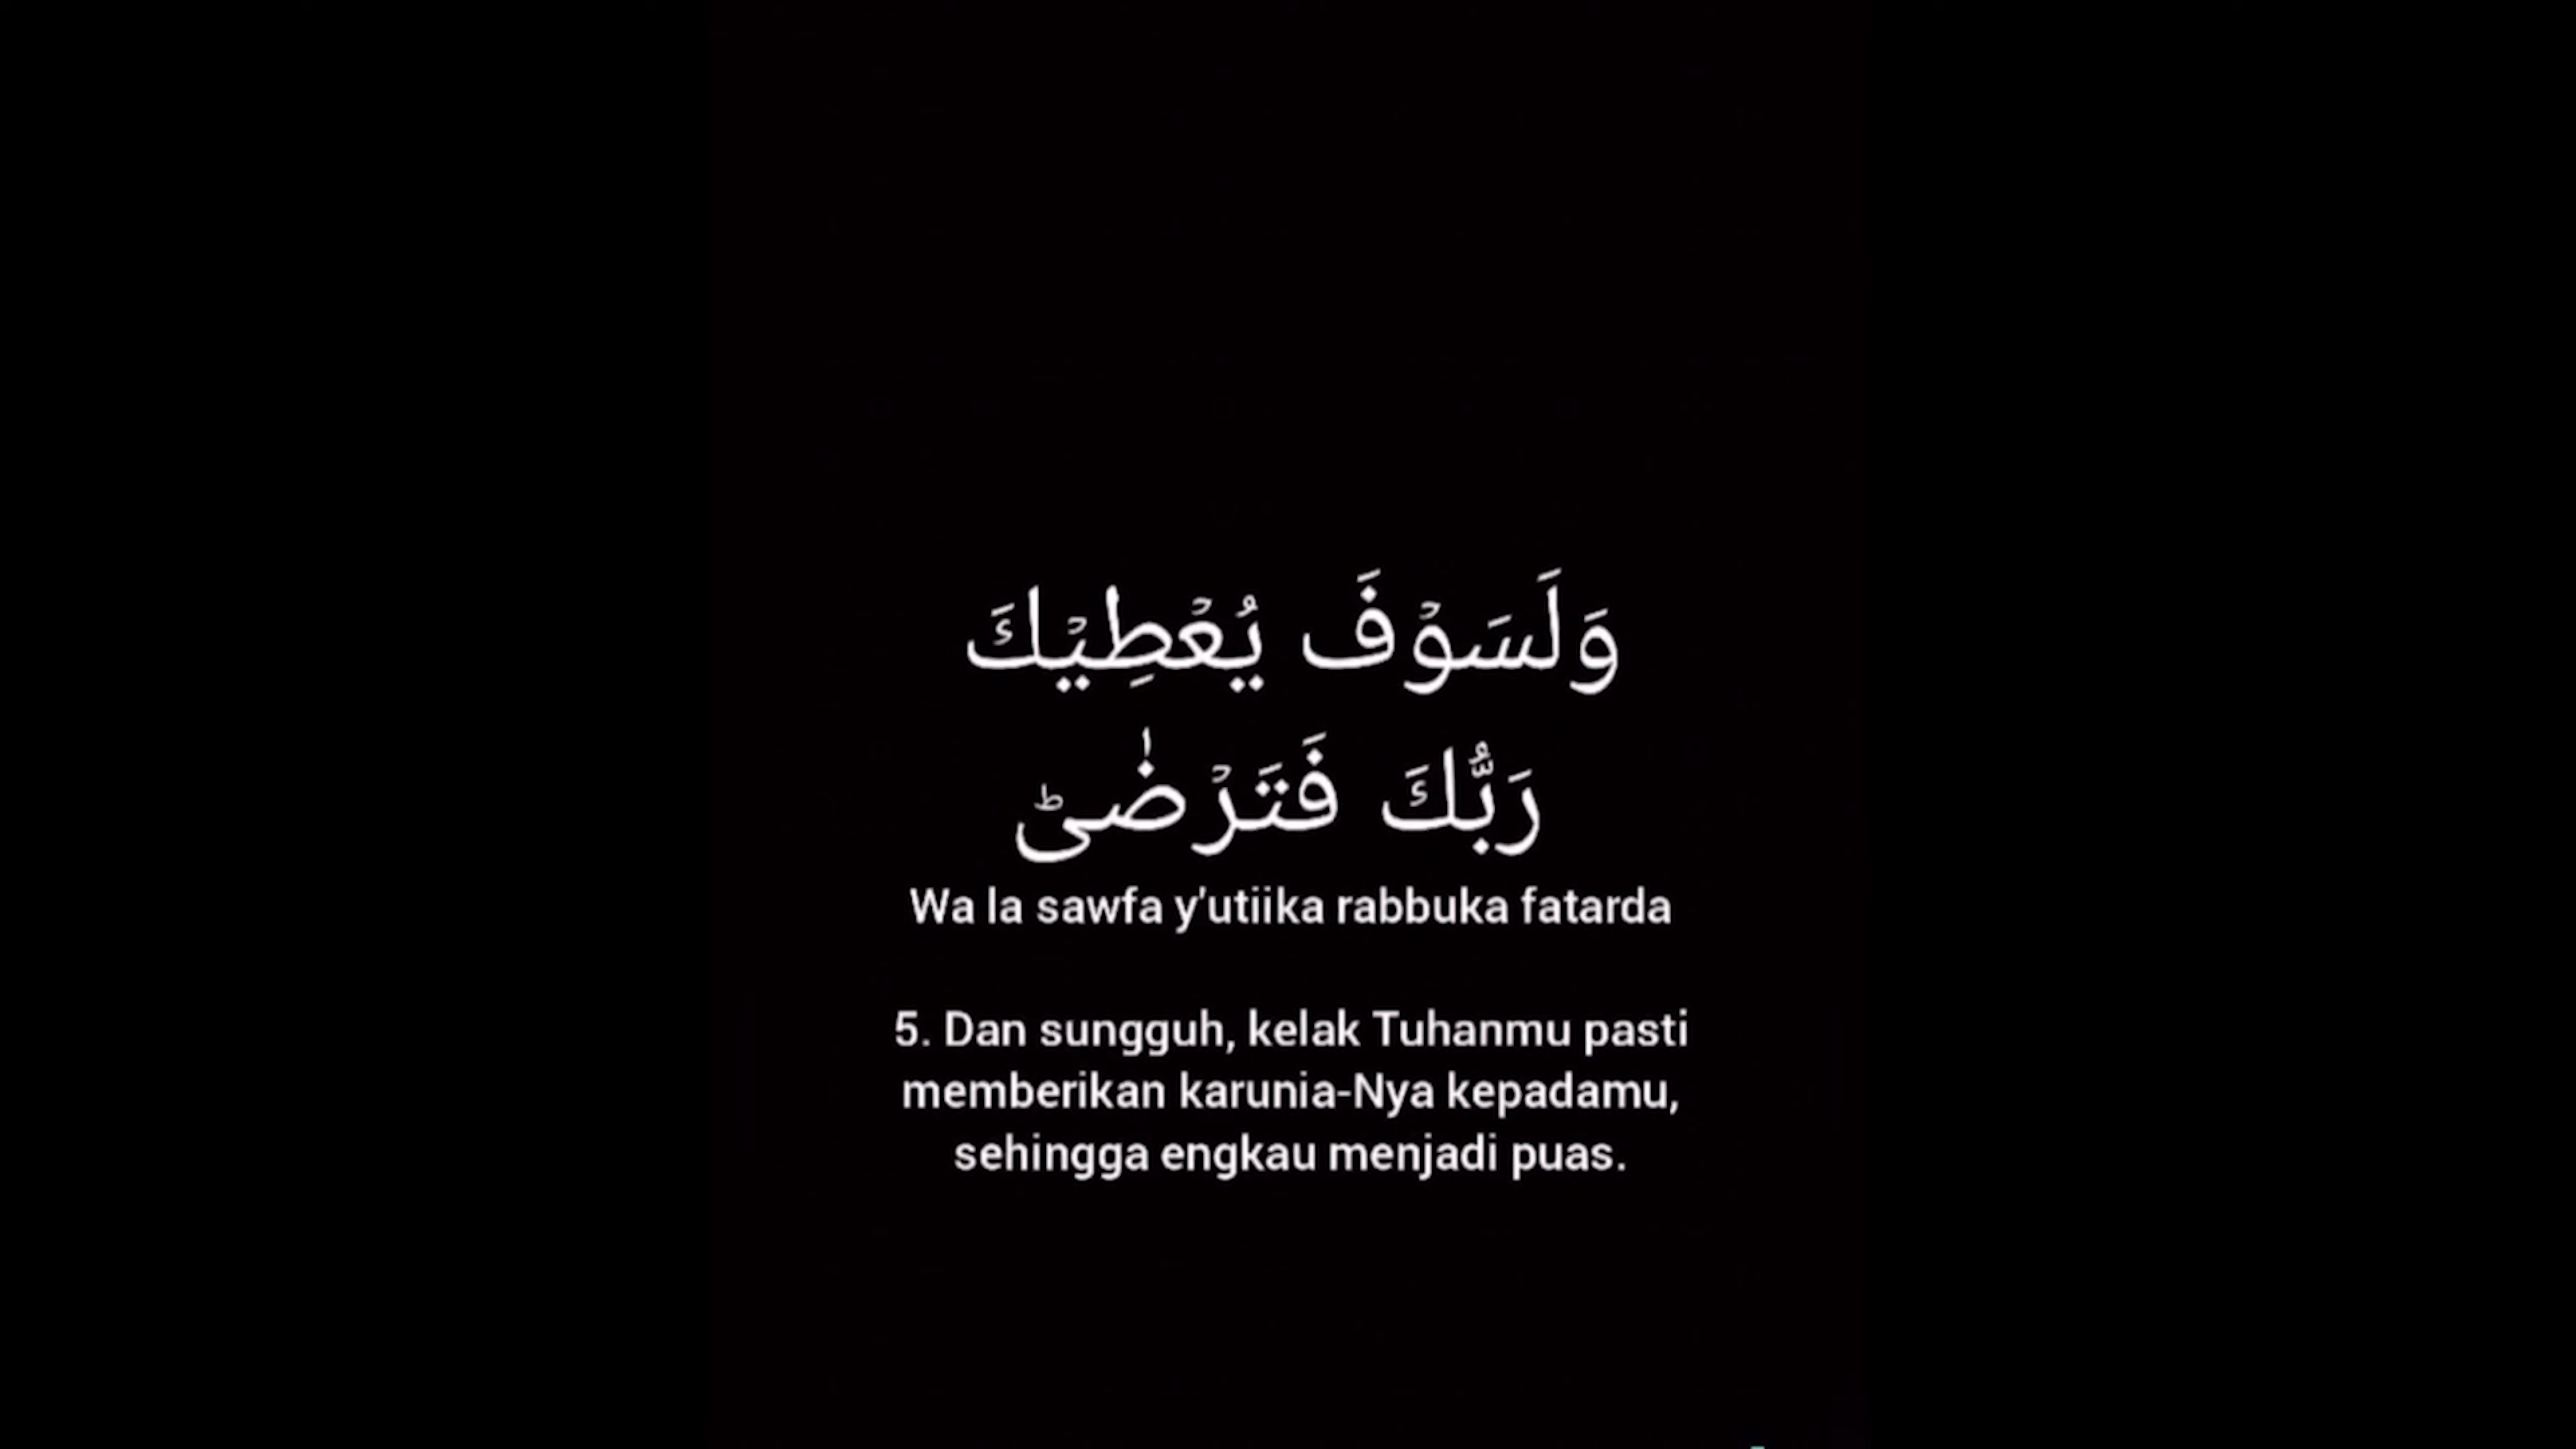 وَلَسَوۡفَ يُعۡطِيۡكَ
رَبُّكَ فَتَرۡضٰىؕ
Wa la sawfa y'utiika rabbuka fatarda
5. Dan sungguh, kelak Tuhanmu pasti
memberikan karunia-Nya kepadamu,
sehingga engkau menjadi puas.